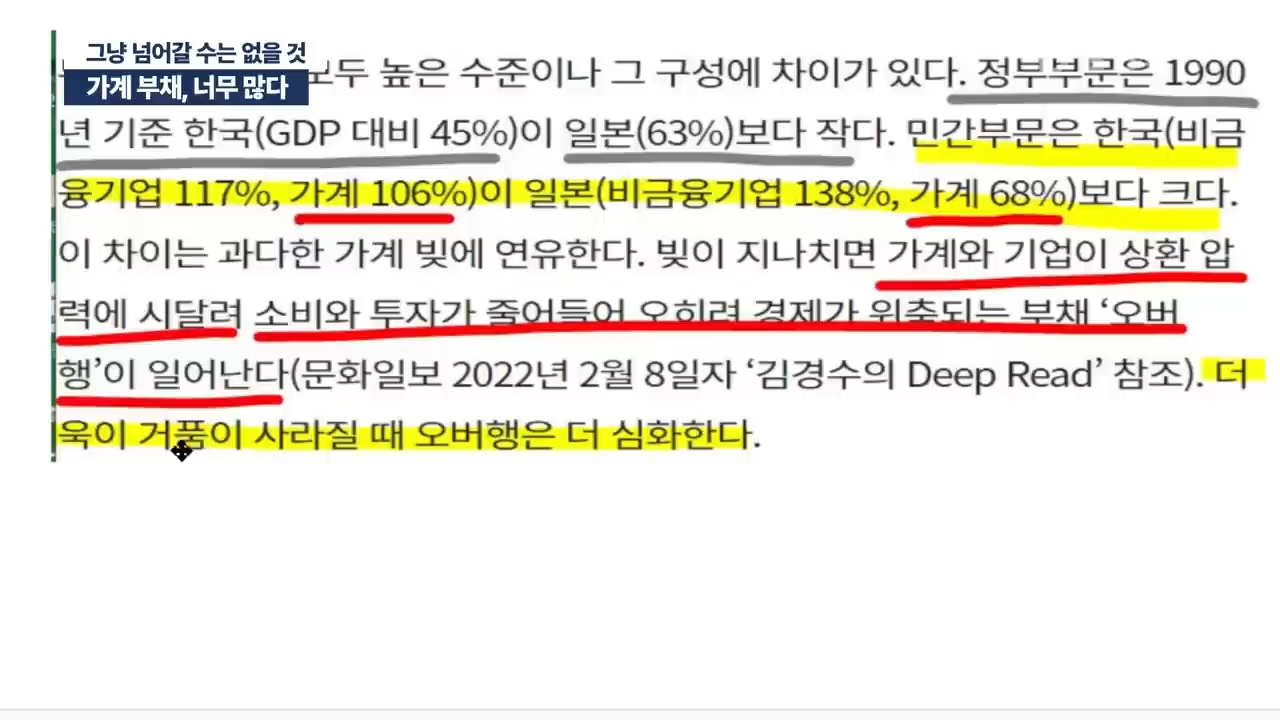 그냥 넘어갈 수는 없을 것
가계 부채, 너무 많다
모두 높은 수준이나 그 구성에 차이가 있다. 정부부문은 1990
년 기준 한국(GDP 대비 45%)이 일본(63%)보다 작다. 민간부문은 한국(비금
융기업 117%, 가계 106%)이 일본(비금융기업 138%, 가계 68%)보다 크다.
이 차이는 과다한 가계 빚에 연유한다. 빚이 지나치면 가계와 기업이 상환 압
력에 시달려 소비와 투자가 줄어들어 오히려 경제가 위축되는 부채 ‘오버
행’이 일어난다(문화일보 2022년 2월 8일자 ‘김경수의 Deep Read’ 참조). 더
욱이 거품이 사라질 때 오버행은 더 심화한다.